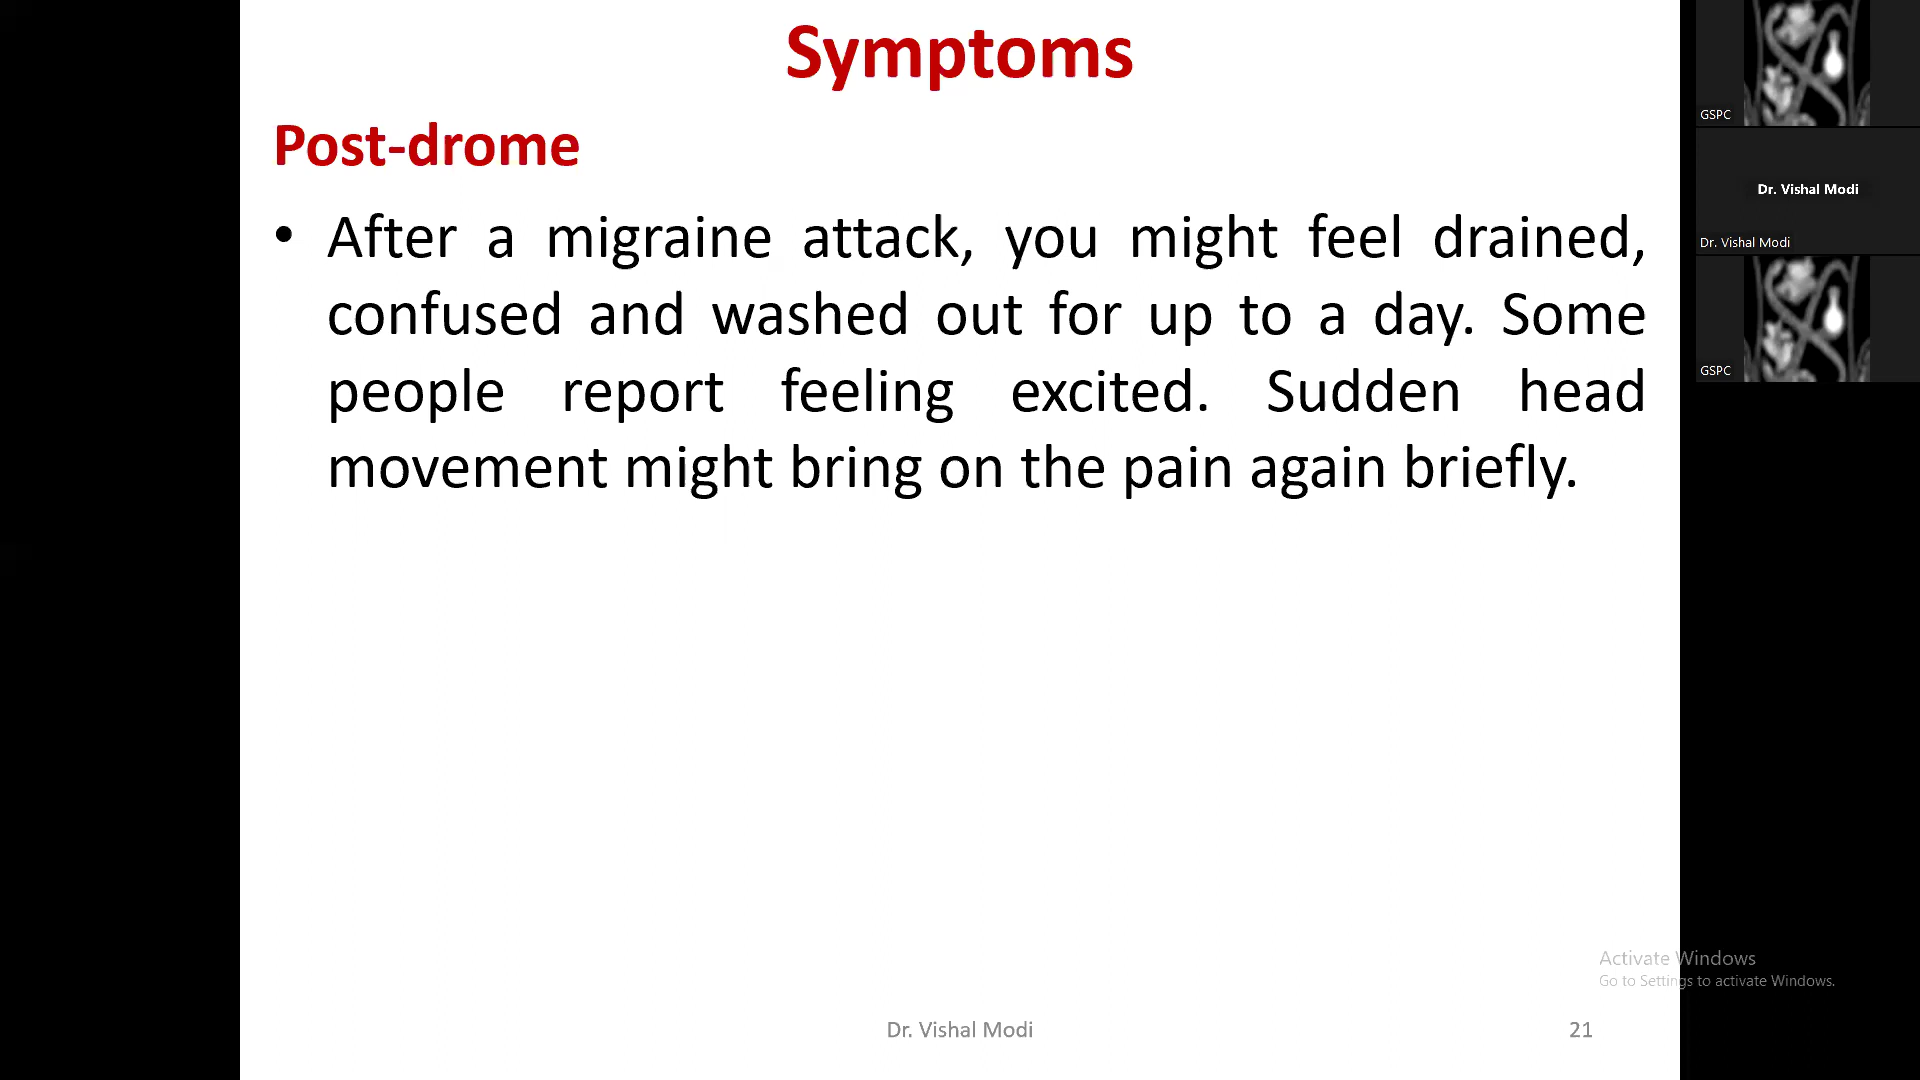 Symptoms
Post-drome
• After a migraine attack, you might feel drained,
confused and washed out for up to a day. Some
people report feeling excited. Sudden head
movement might bring on the pain again briefly.
GSPC
Dr. Vishal Modi
Dr. Vishal Modi
GSPC
Activate Windows
Go to Settings to activate Windows.
Dr. Vishal Modi
21